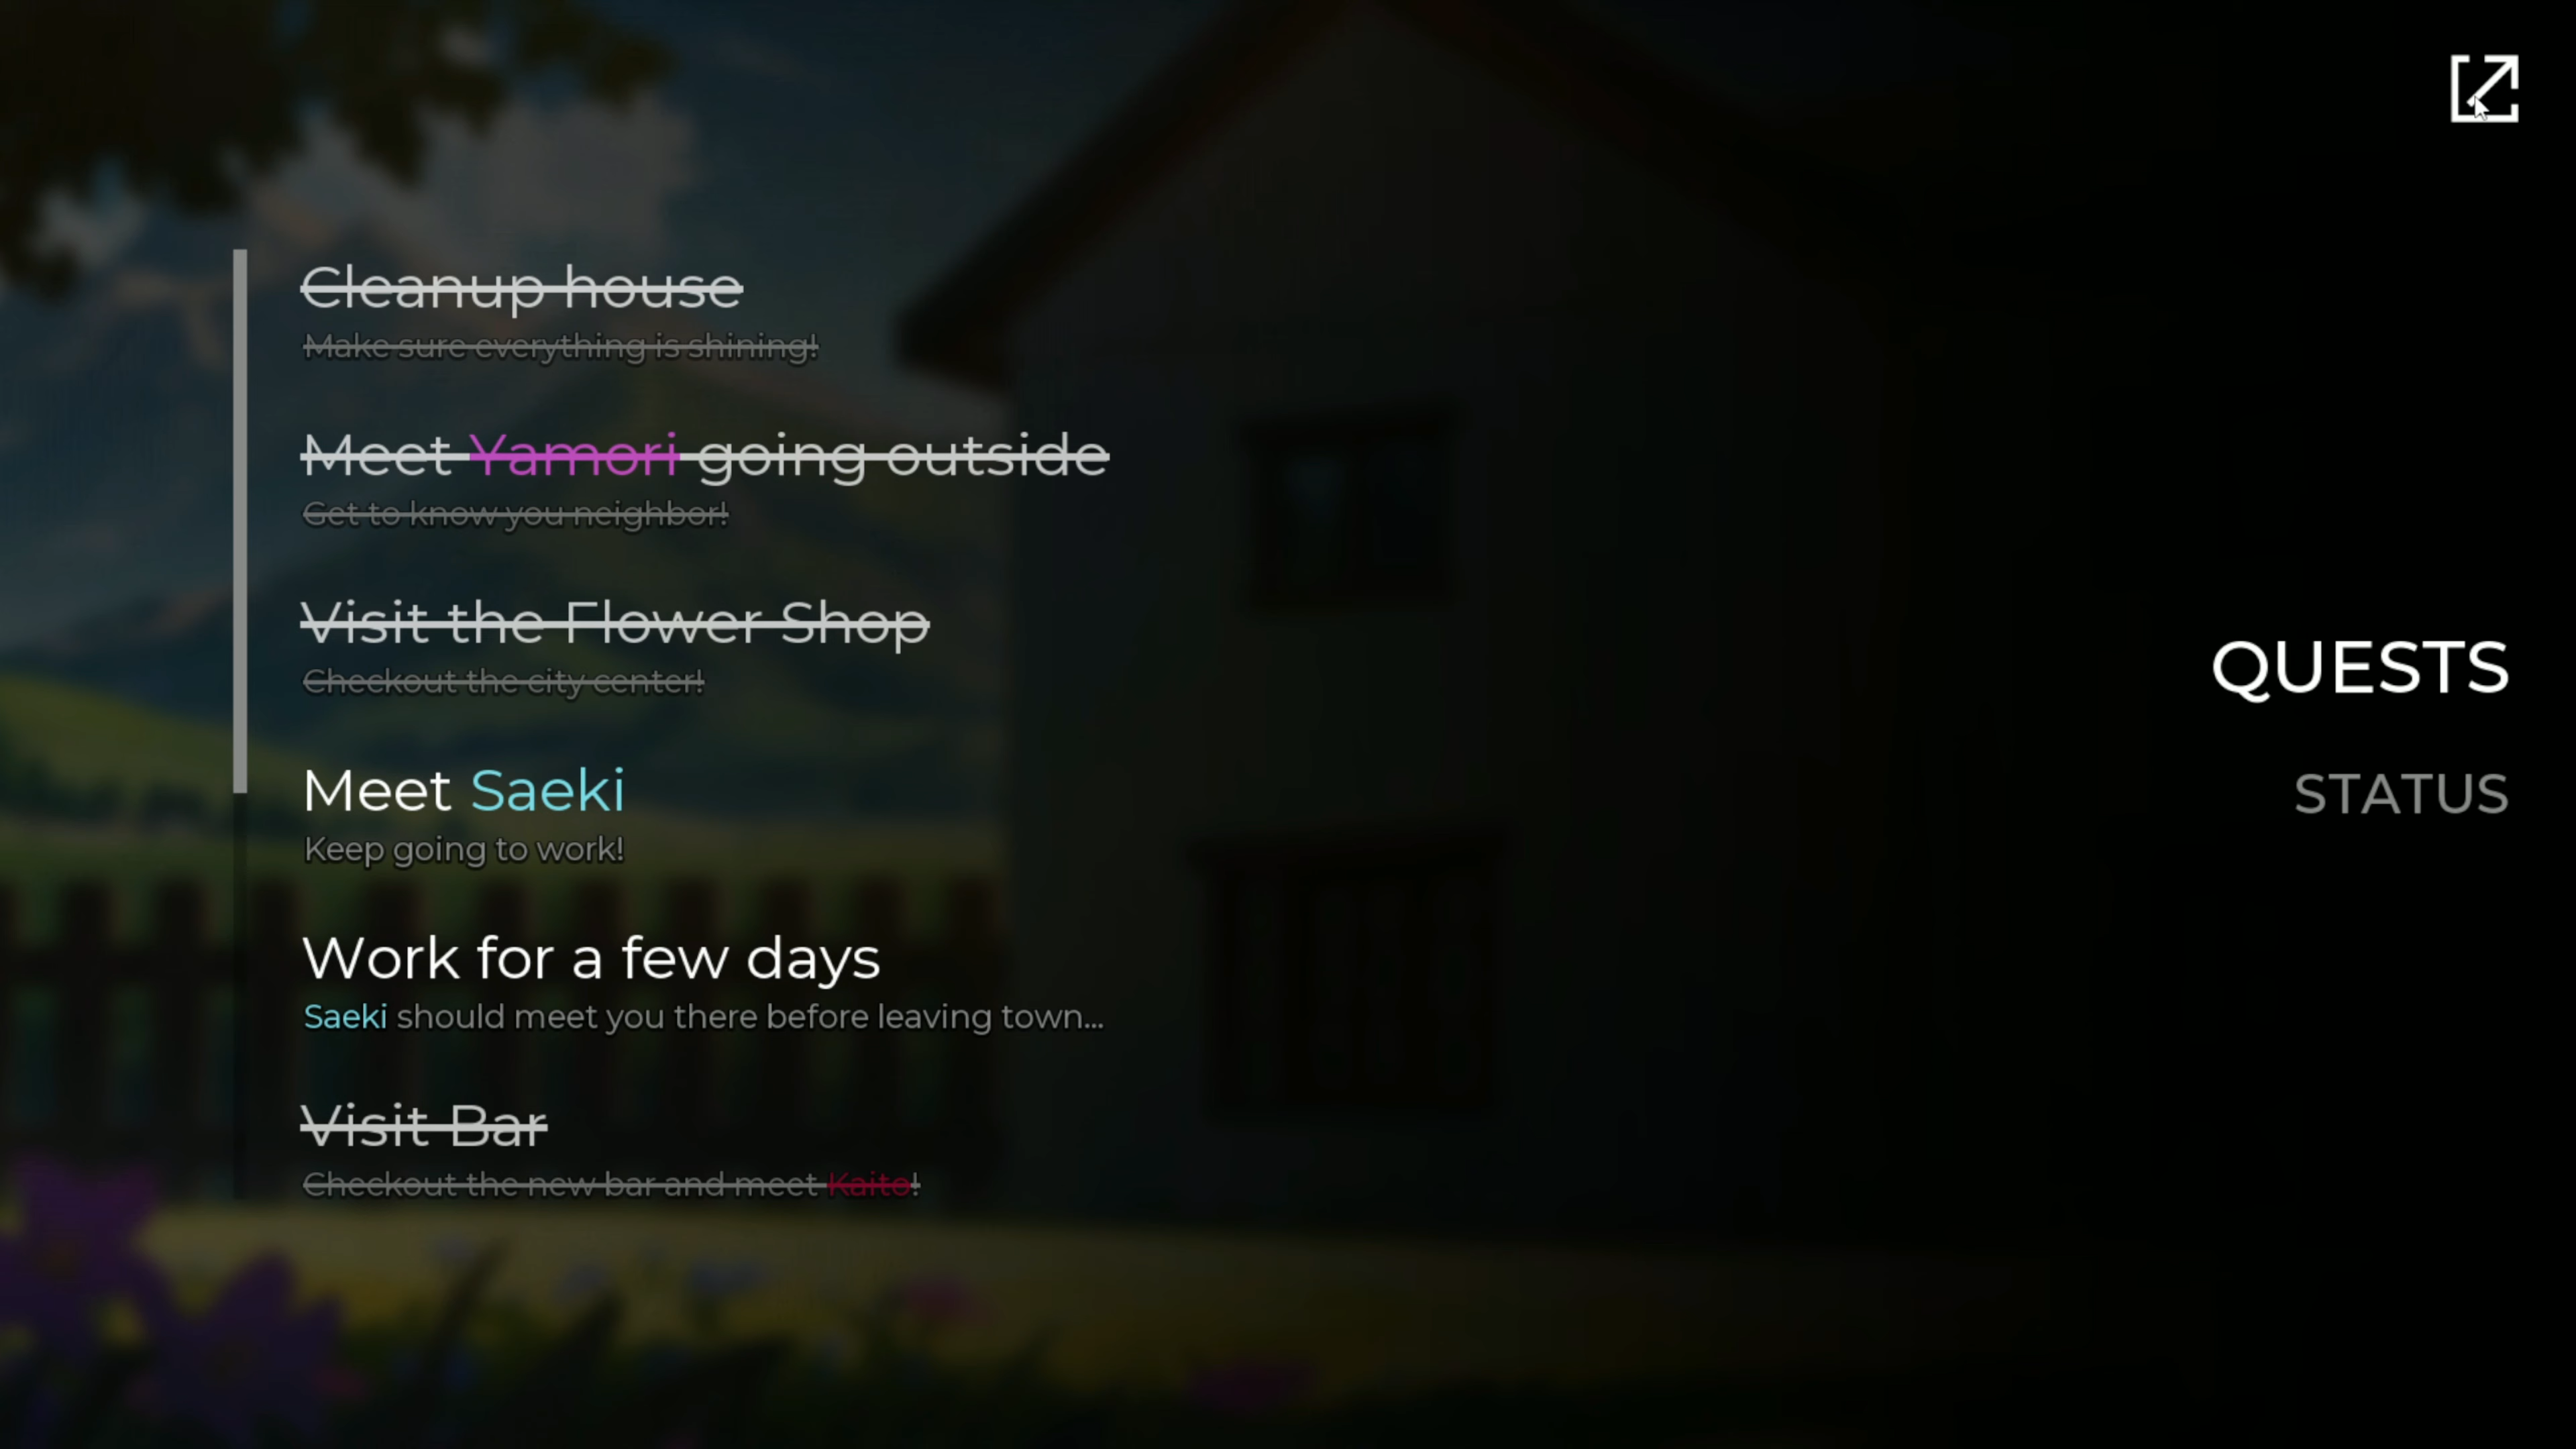 Cleanup house
Make sure everything is shining!
Meet Yamori going outside
Get to know you neighbor!
Visit the Flower Shop
Checkout the city center!
Meet Saeki
Keep going to work!
Work for a few days
Saeki should meet you there before leaving town...
Visit Bar
Checkout the new bar and meet Kaito!
QUESTS
STATUS